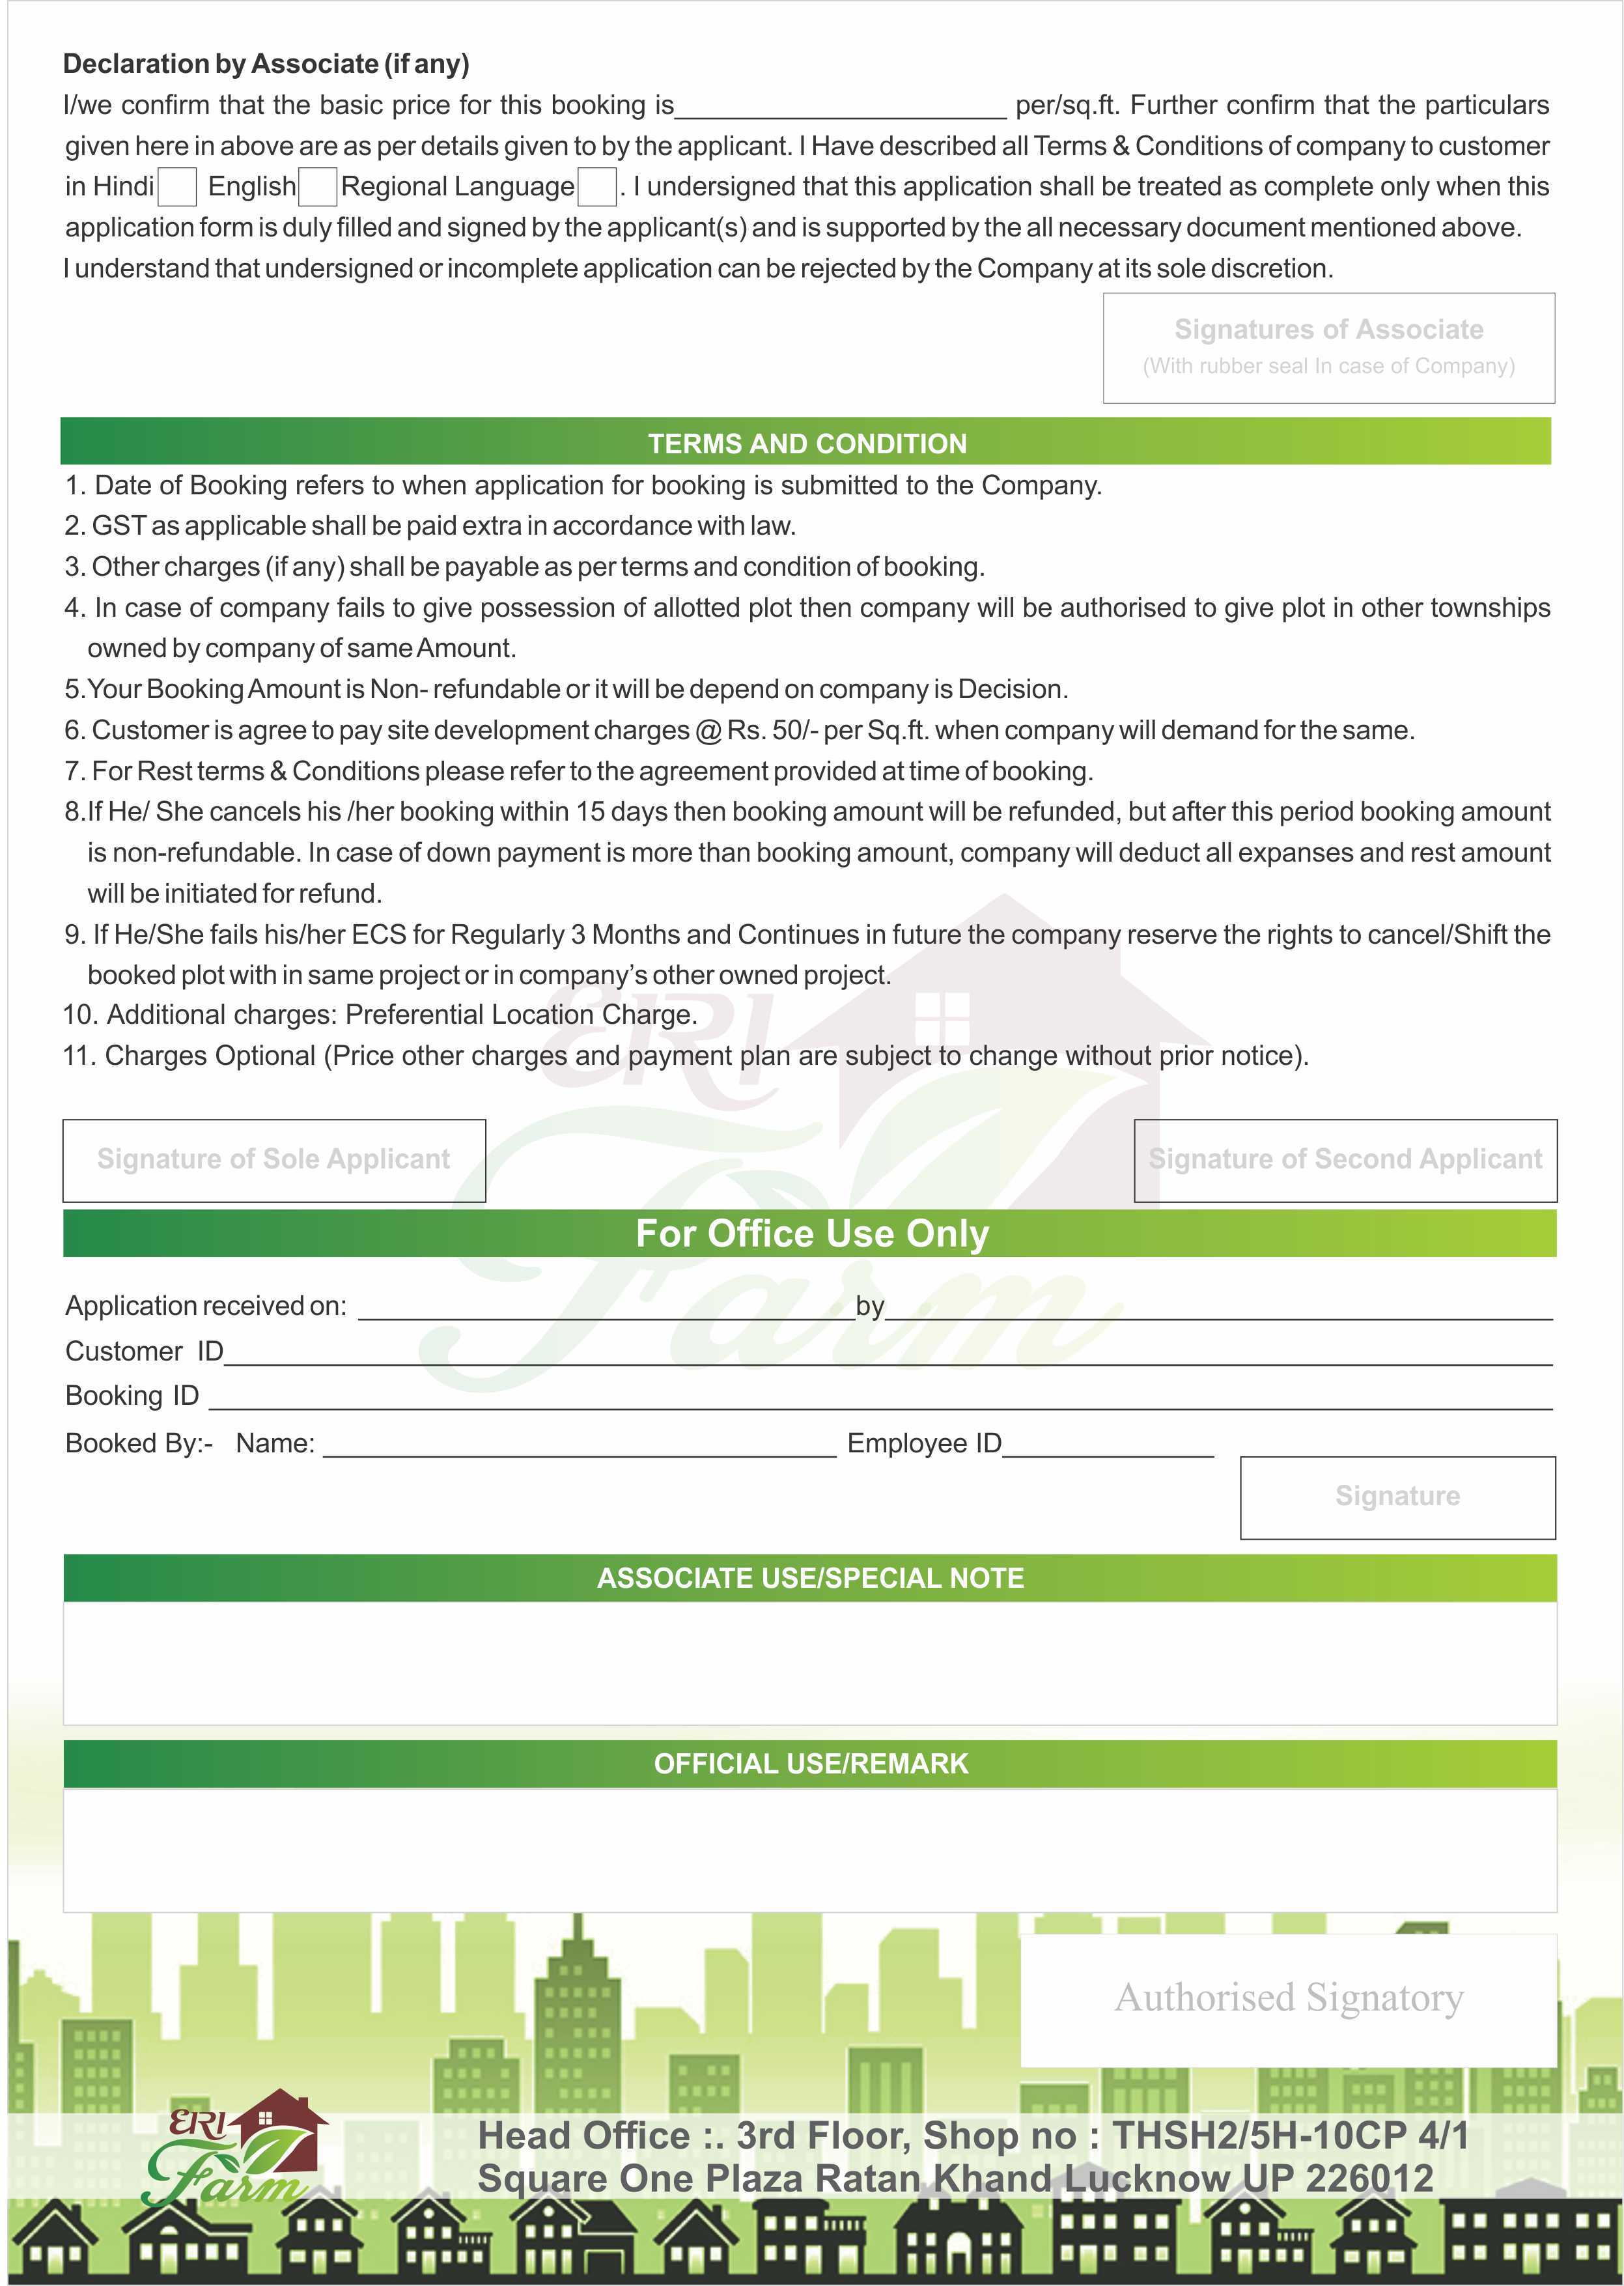 Declaration by Associate (if any)
I/we confirm that the basic price for this booking is______________________ per/sq.ft. Further confirm that the particulars
given here in above are as per details given to by the applicant. I Have described all Terms & Conditions of company to customer
in Hindi English Regional Language . I undersigned that this application shall be treated as complete only when this
application form is duly filled and signed by the applicant(s) and is supported by the all necessary document mentioned above.
I understand that undersigned or incomplete application can be rejected by the Company at its sole discretion.
Signatures of Associate
(With rubber seal In case of Company)
TERMS AND CONDITION
1. Date of Booking refers to when application for booking is submitted to the Company.
2. GST as applicable shall be paid extra in accordance with law.
3. Other charges (if any) shall be payable as per terms and condition of booking.
4. In case of company fails to give possession of allotted plot then company will be authorised to give plot in other townships
owned by company of same Amount.
5.Your Booking Amount is Non- refundable or it will be depend on company is Decision.
6. Customer is agree to pay site development charges @ Rs. 50/- per Sq.ft. when company will demand for the same.
7. For Rest terms & Conditions please refer to the agreement provided at time of booking.
8.If He/ She cancels his /her booking within 15 days then booking amount will be refunded, but after this period booking amount
is non-refundable. In case of down payment is more than booking amount, company will deduct all expanses and rest amount
will be initiated for refund.
9. If He/She fails his/her ECS for Regularly 3 Months and Continues in future the company reserve the rights to cancel/Shift the
booked plot with in same project or in company's other owned project.
10. Additional charges: Preferential Location Charge.
11. Charges Optional (Price other charges and payment plan are subject to change without prior notice).
ERI
Farm
Signature of Sole Applicant
Signature of Second Applicant
For Office Use Only
Application received on: ______________________by______________________
Customer ID______________________
Booking ID ______________________
Booked By:- Name: ______________________ Employee ID______________
Signature
ASSOCIATE USE/SPECIAL NOTE
OFFICIAL USE/REMARK
Authorised Signatory
ERI
Farm
Head Office :. 3rd Floor, Shop no : THSH2/5H-10CP 4/1
Square One Plaza Ratan Khand Lucknow UP 226012